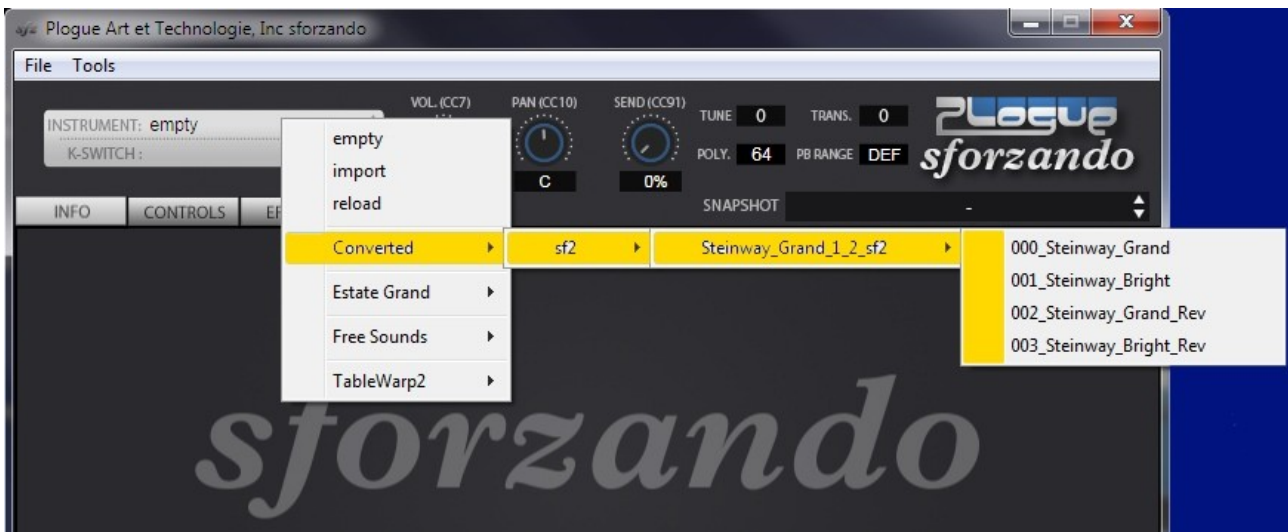 sfz Plogue Art et Technologie, Inc sforzando
File Tools
VOL. (CC7) PAN (CC10) SEND (CC91)
INSTRUMENT: empty
K-SWITCH :
TUNE 0 TRANS. 0
POLY. 64 PB RANGE DEF
C 0%
PLogue
sforzando
INFO CONTROLS
SNAPSHOT -
empty
import
reload
Converted sf2 Steinway_Grand_1_2_sf2
000_Steinway_Grand
001_Steinway_Bright
002_Steinway_Grand_Rev
003_Steinway_Bright_Rev
Estate Grand
Free Sounds
TableWarp2
sforzando